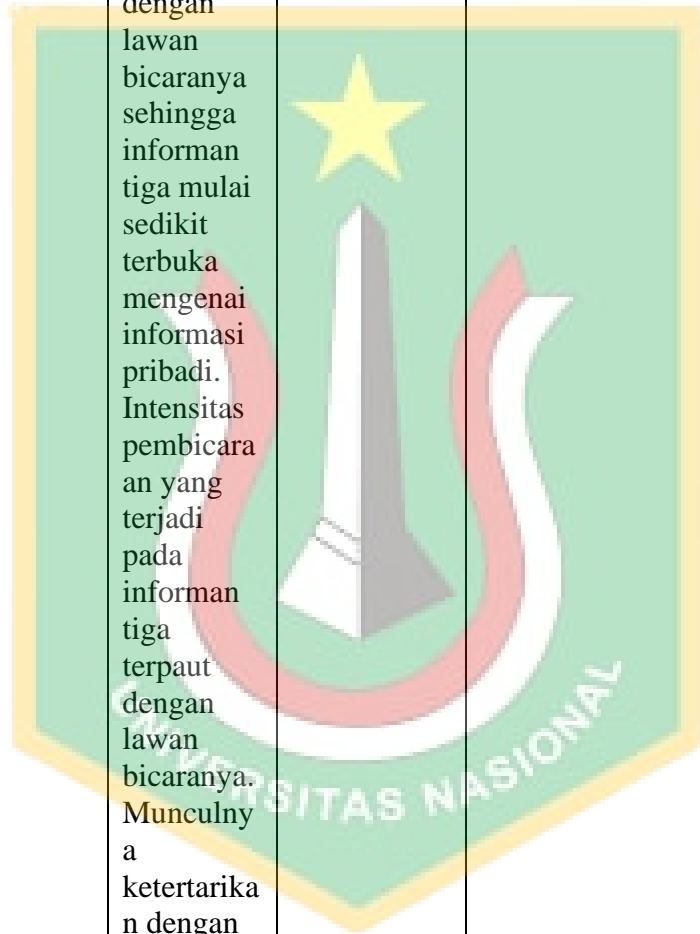 dengan
lawan
bicaranya
sehingga
informan
tiga mulai
sedikit
terbuka
mengenai
informasi
pribadi.
Intensitas
pembicara
an yang
terjadi
pada
informan
tiga
terpaut
dengan
lawan
bicaranya.
Munculny
a
ketertarika
n dengan
UNIVERSITAS NASIONAL